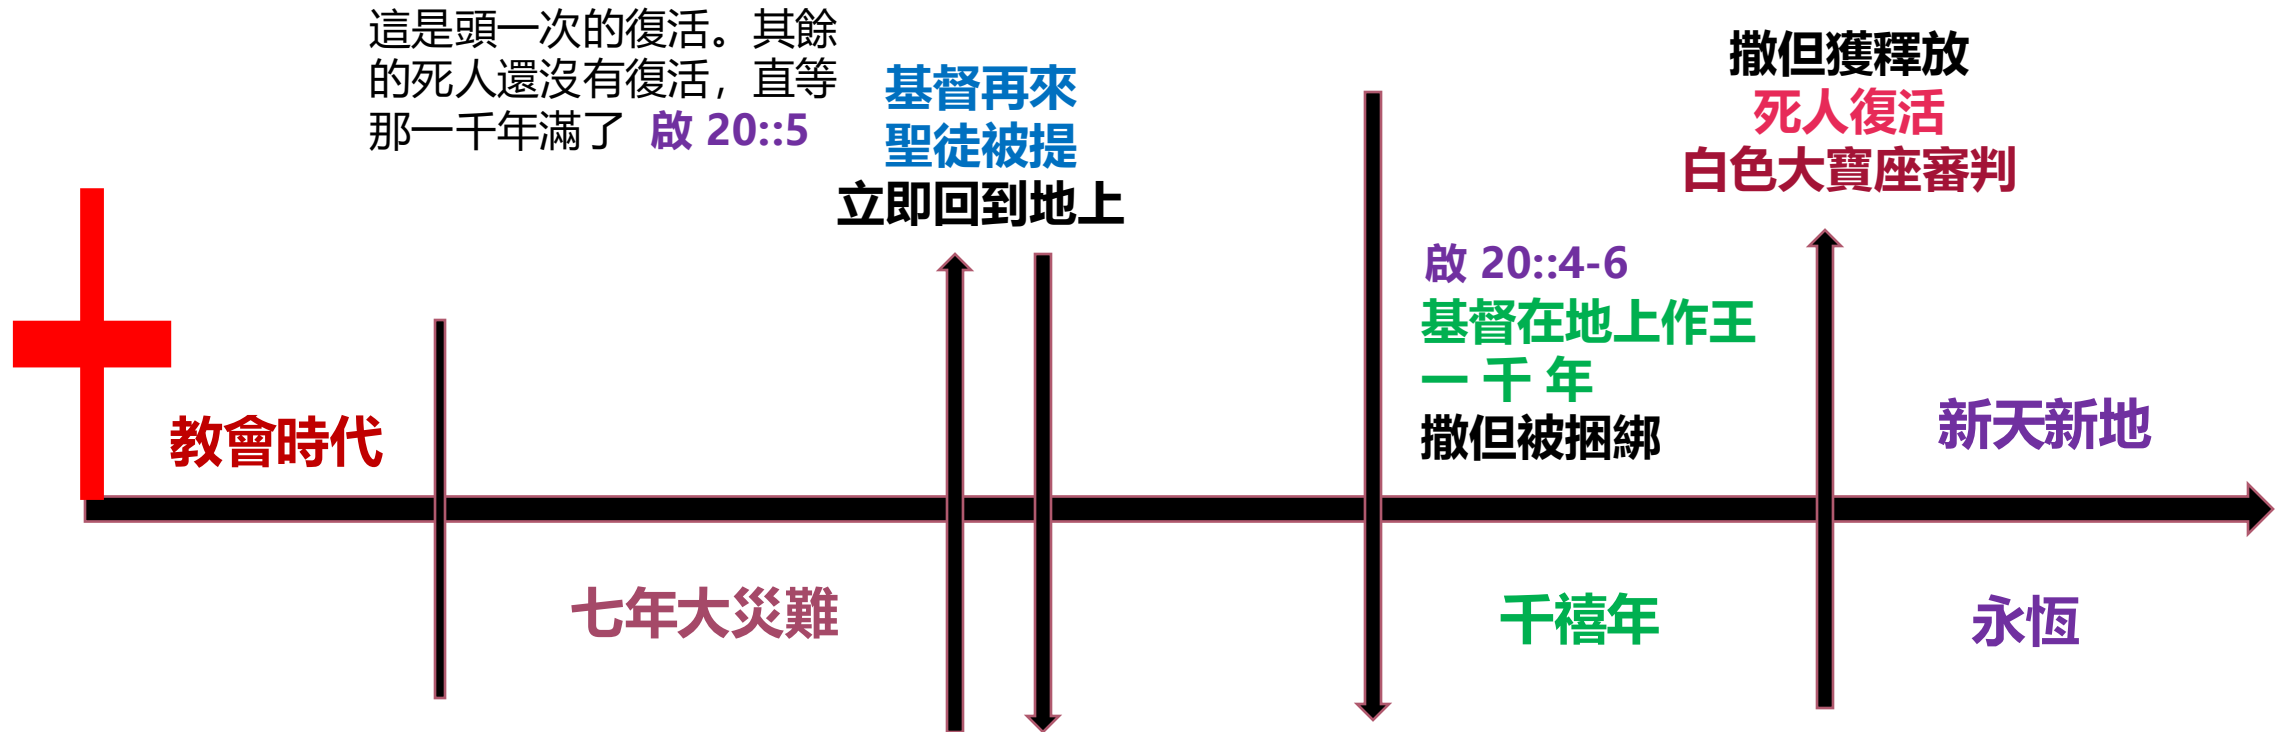 這是頭一次的復活。其餘
的死人還沒有復活，直等
那一千年滿了 啟 20::5
基督再來
聖徒被提
立即回到地上
撒但獲釋放
死人復活
白色大寶座審判
啟 20::4-6
基督在地上作王
一 千 年
撒但被捆綁
教會時代
新天新地
七年大災難
千禧年
永恆